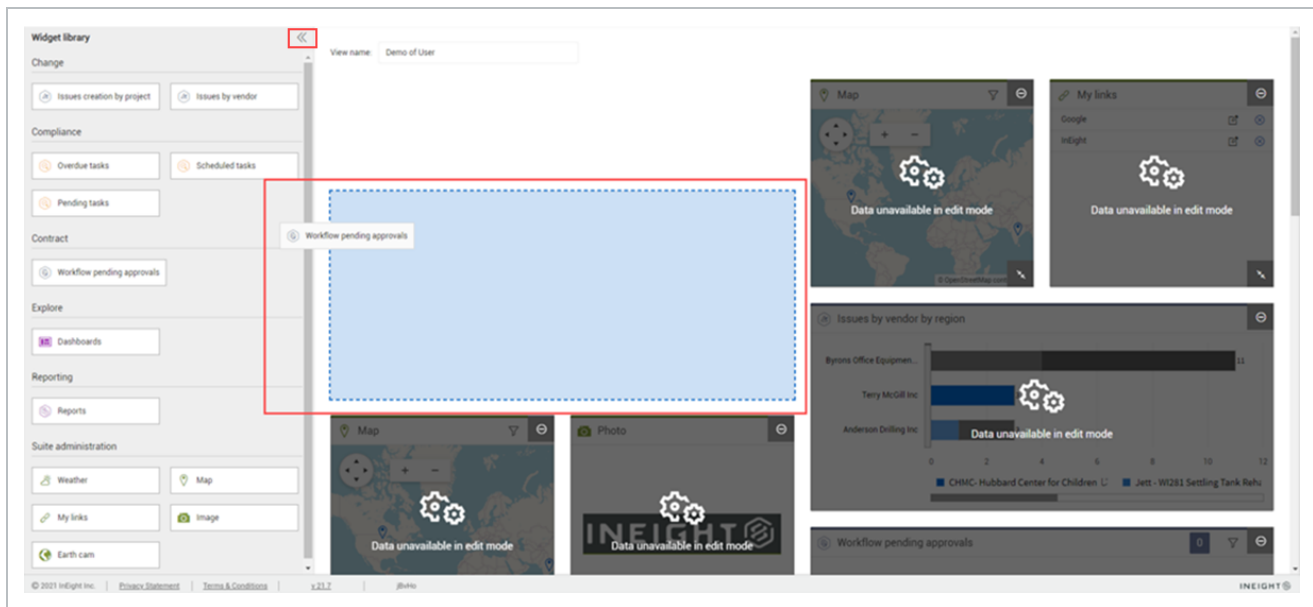 Widget library
View name: Demo of User
Change
Issues creation by project
Issues by vendor
Compliance
Overdue tasks
Scheduled tasks
Pending tasks
Contract
Workflow pending approvals
Explore
Dashboards
Reporting
Reports
Suite administration
Weather
Map
My links
Image
Earth cam
Workflow pending approvals
Map
Data unavailable in edit mode
© OpenStreetMap cont
My links
Google
InEight
Data unavailable in edit mode
Issues by vendor by region
Byrons Office Equipmen...
11
Terry McGill Inc
Anderson Drilling Inc
Data unavailable in edit mode
0 2 4 6 8 10 12
CHMC- Hubbard Center for Children
Jett - WI281 Settling Tank Reha
Map
Data unavailable in edit mode
Photo
INEIGHT
Data unavailable in edit mode
Workflow pending approvals
0
© 2021 InEight Inc. | Privacy Statement | Terms & Conditions | v 21.7 |
INEIGHT